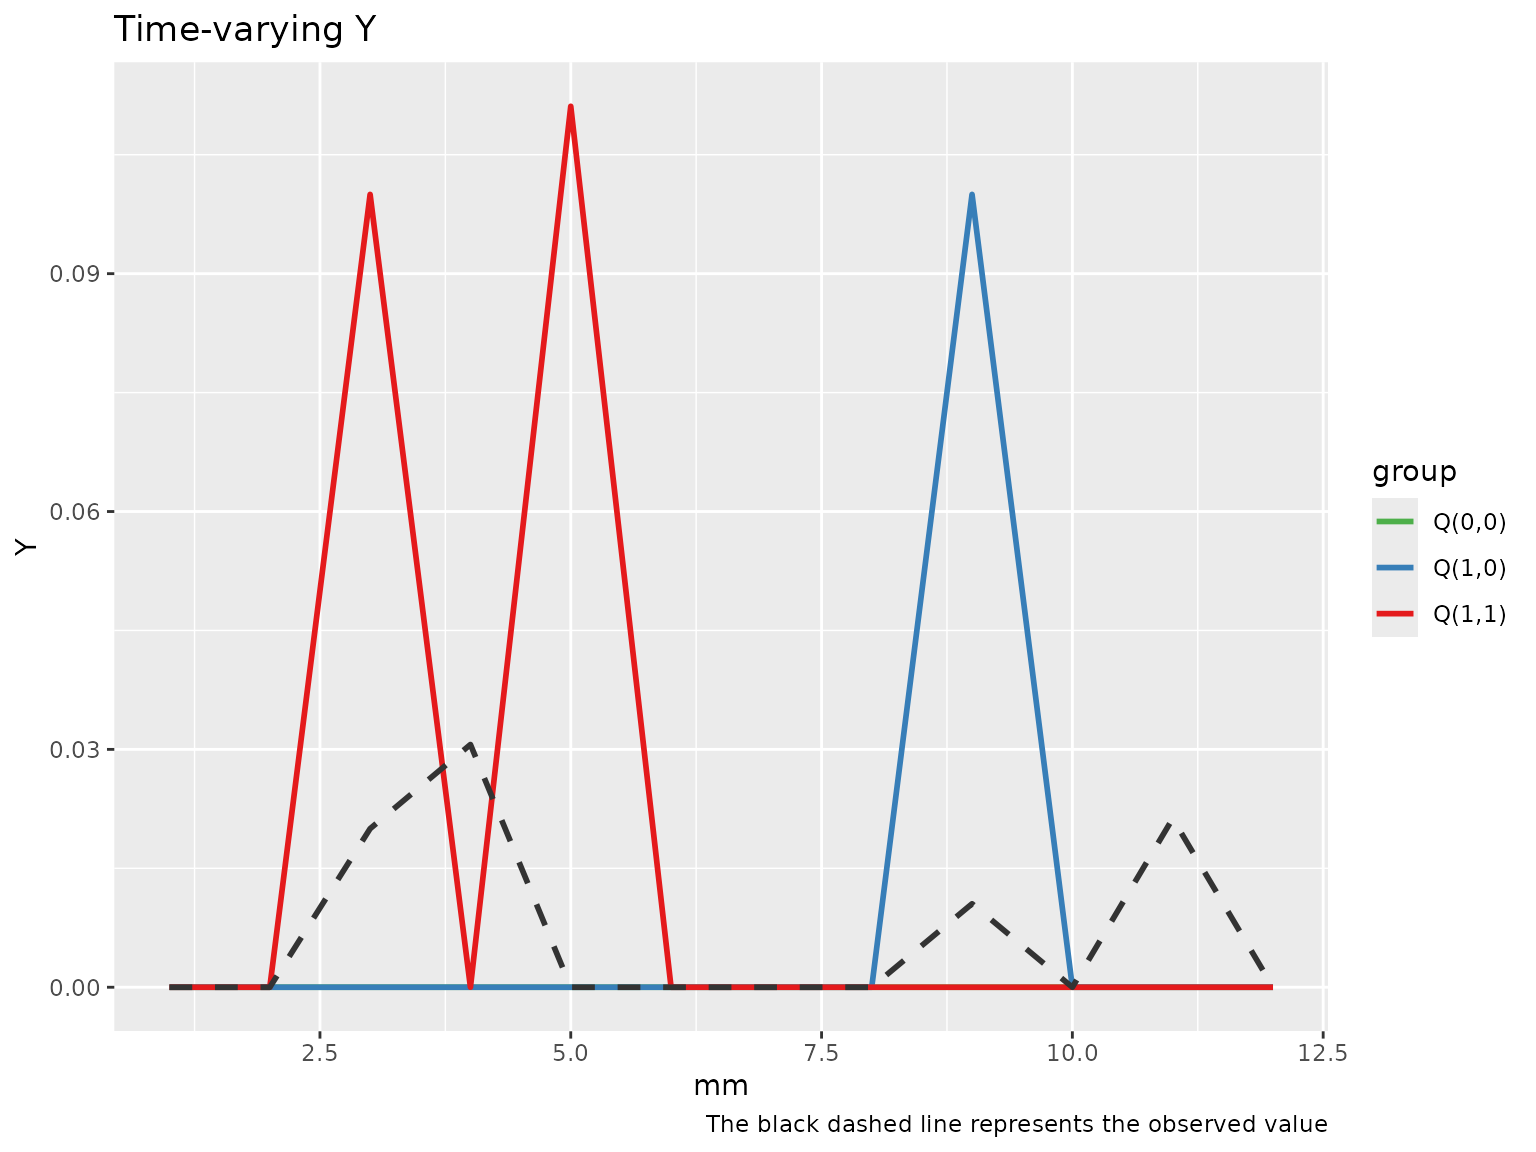 Time-varying Y
0.09
0.06
0.03
0.00
Y
2.5
5.0
7.5
10.0
12.5
mm
The black dashed line represents the observed value
group
Q(0,0)
Q(1,0)
Q(1,1)